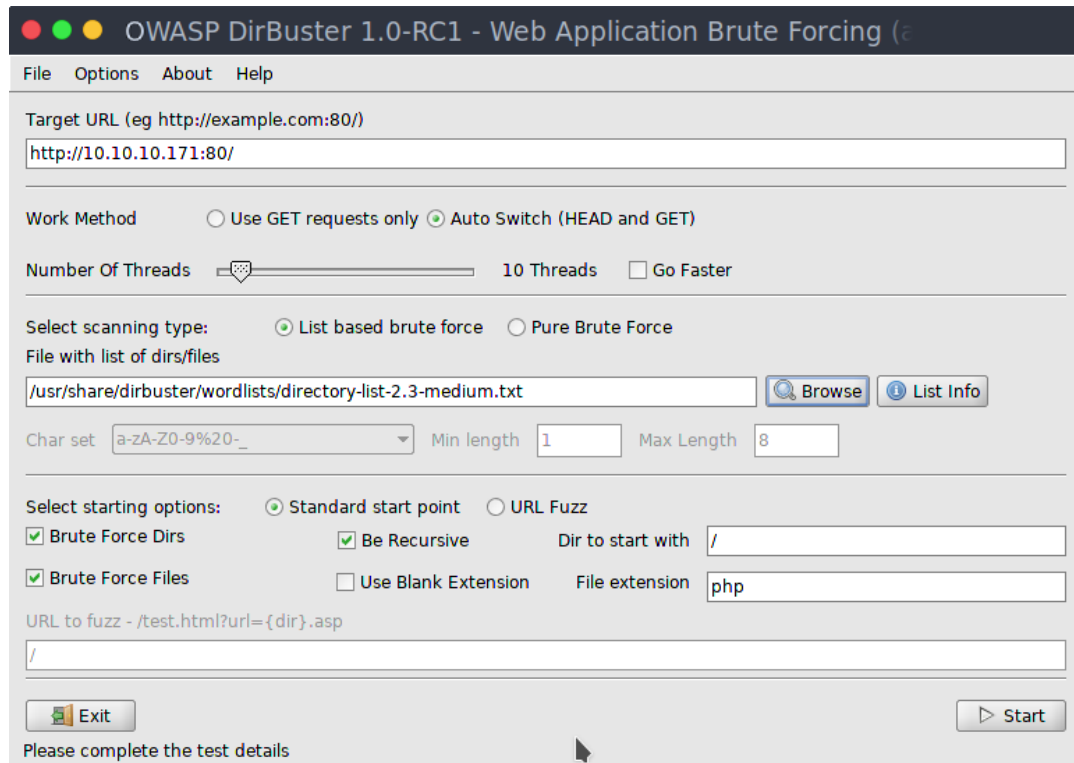 OWASP DirBuster 1.0-RC1 - Web Application Brute Forcing (a
File Options About Help
Target URL (eg http://example.com:80/)
http://10.10.10.171:80/
Work Method Use GET requests only Auto Switch (HEAD and GET)
Number Of Threads 10 Threads Go Faster
Select scanning type: List based brute force Pure Brute Force
File with list of dirs/files
/usr/share/dirbuster/wordlists/directory-list-2.3-medium.txt Browse List Info
Char set a-zA-Z0-9%20-_ Min length 1 Max Length 8
Select starting options: Standard start point URL Fuzz
Brute Force Dirs Be Recursive Dir to start with /
Brute Force Files Use Blank Extension File extension php
URL to fuzz - /test.html?url={dir}.asp
/
Exit Start
Please complete the test details